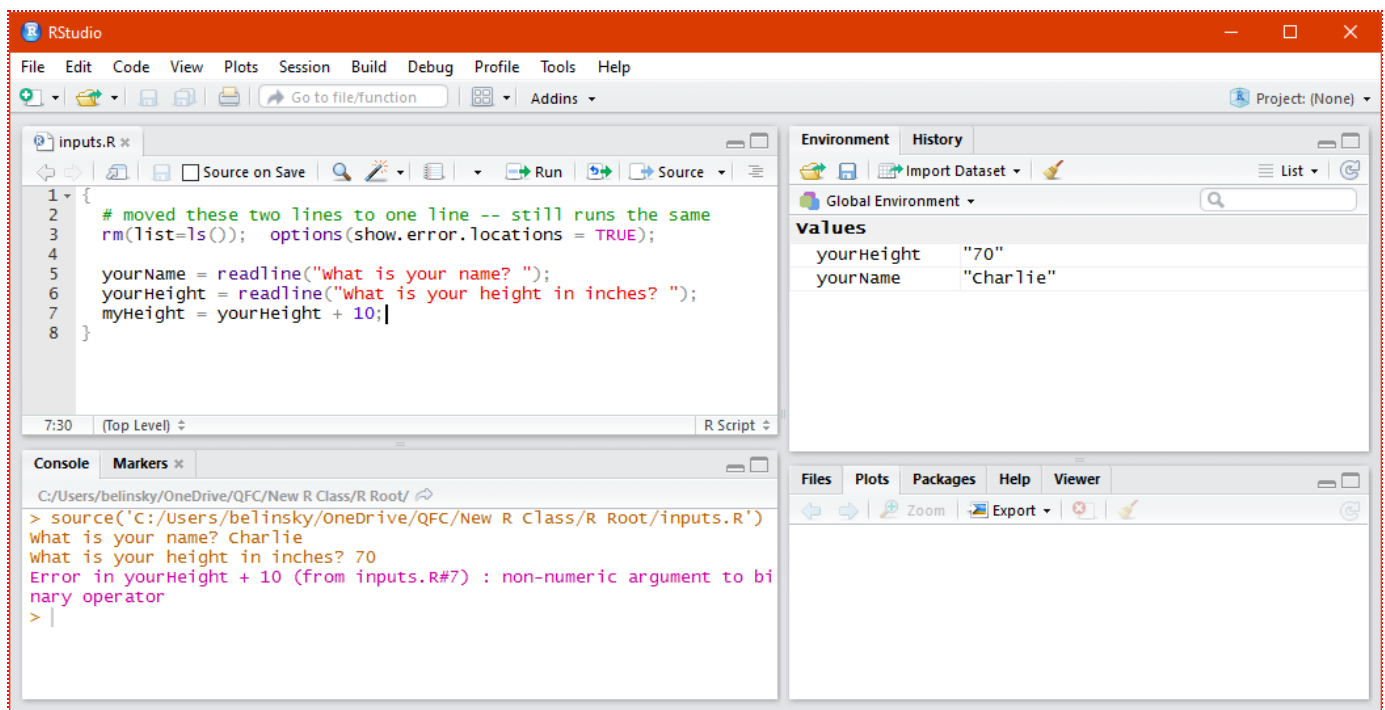 RStudio
File Edit Code View Plots Session Build Debug Profile Tools Help
Go to file/function Addins Project: (None)
inputs.R
Source on Save Run Source
1 {
2 # moved these two lines to one line -- still runs the same
3 rm(list=ls()); options(show.error.locations = TRUE);
4
5 yourName = readline("What is your name? ");
6 yourHeight = readline("What is your height in inches? ");
7 myHeight = yourHeight + 10;
8 }
7:30 (Top Level) R Script
Console Markers
C:/Users/belinsky/OneDrive/QFC/New R Class/R Root/
> source('C:/Users/belinsky/OneDrive/QFC/New R Class/R Root/inputs.R')
What is your name? Charlie
What is your height in inches? 70
Error in yourHeight + 10 (from inputs.R#7) : non-numeric argument to bi
nary operator
>
Environment History
Import Dataset List
Global Environment
Values
yourHeight "70"
yourName "Charlie"
Files Plots Packages Help Viewer
Zoom Export